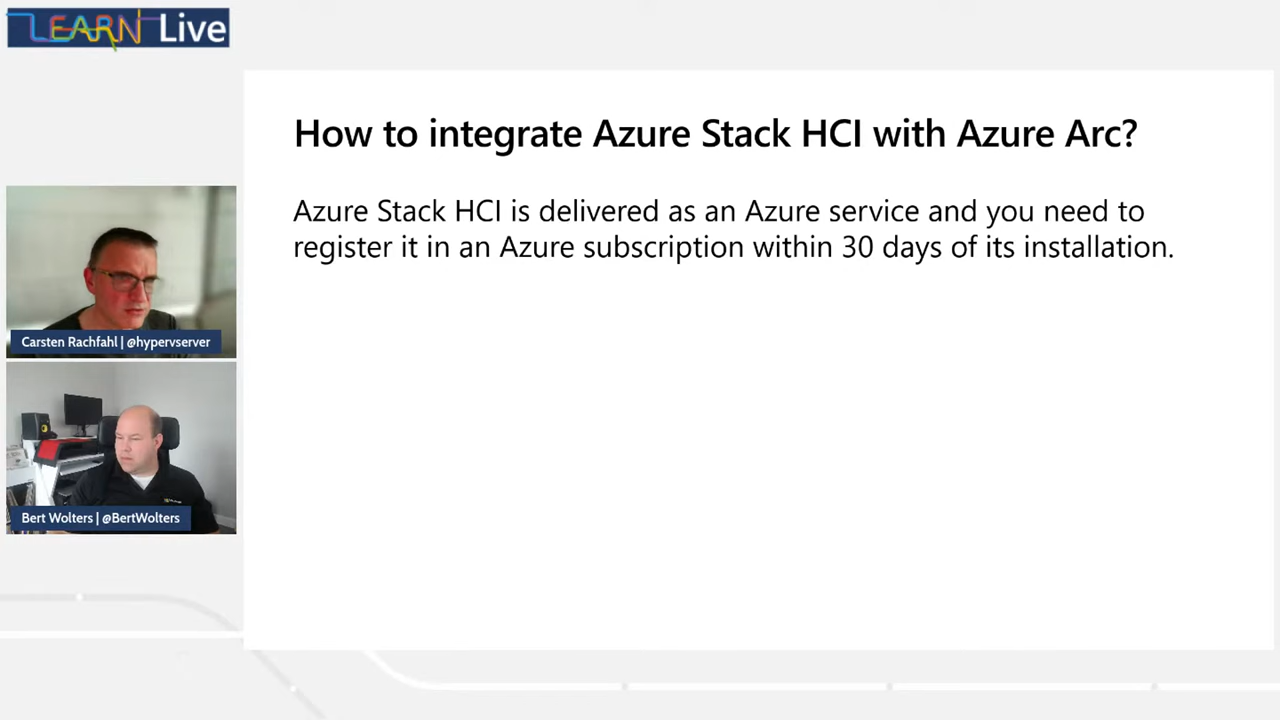 LEARN Live
How to integrate Azure Stack HCI with Azure Arc?
Azure Stack HCI is delivered as an Azure service and you need to
register it in an Azure subscription within 30 days of its installation.
Carsten Rachfahl | @hypervserver
Bert Wolters | @BertWolters